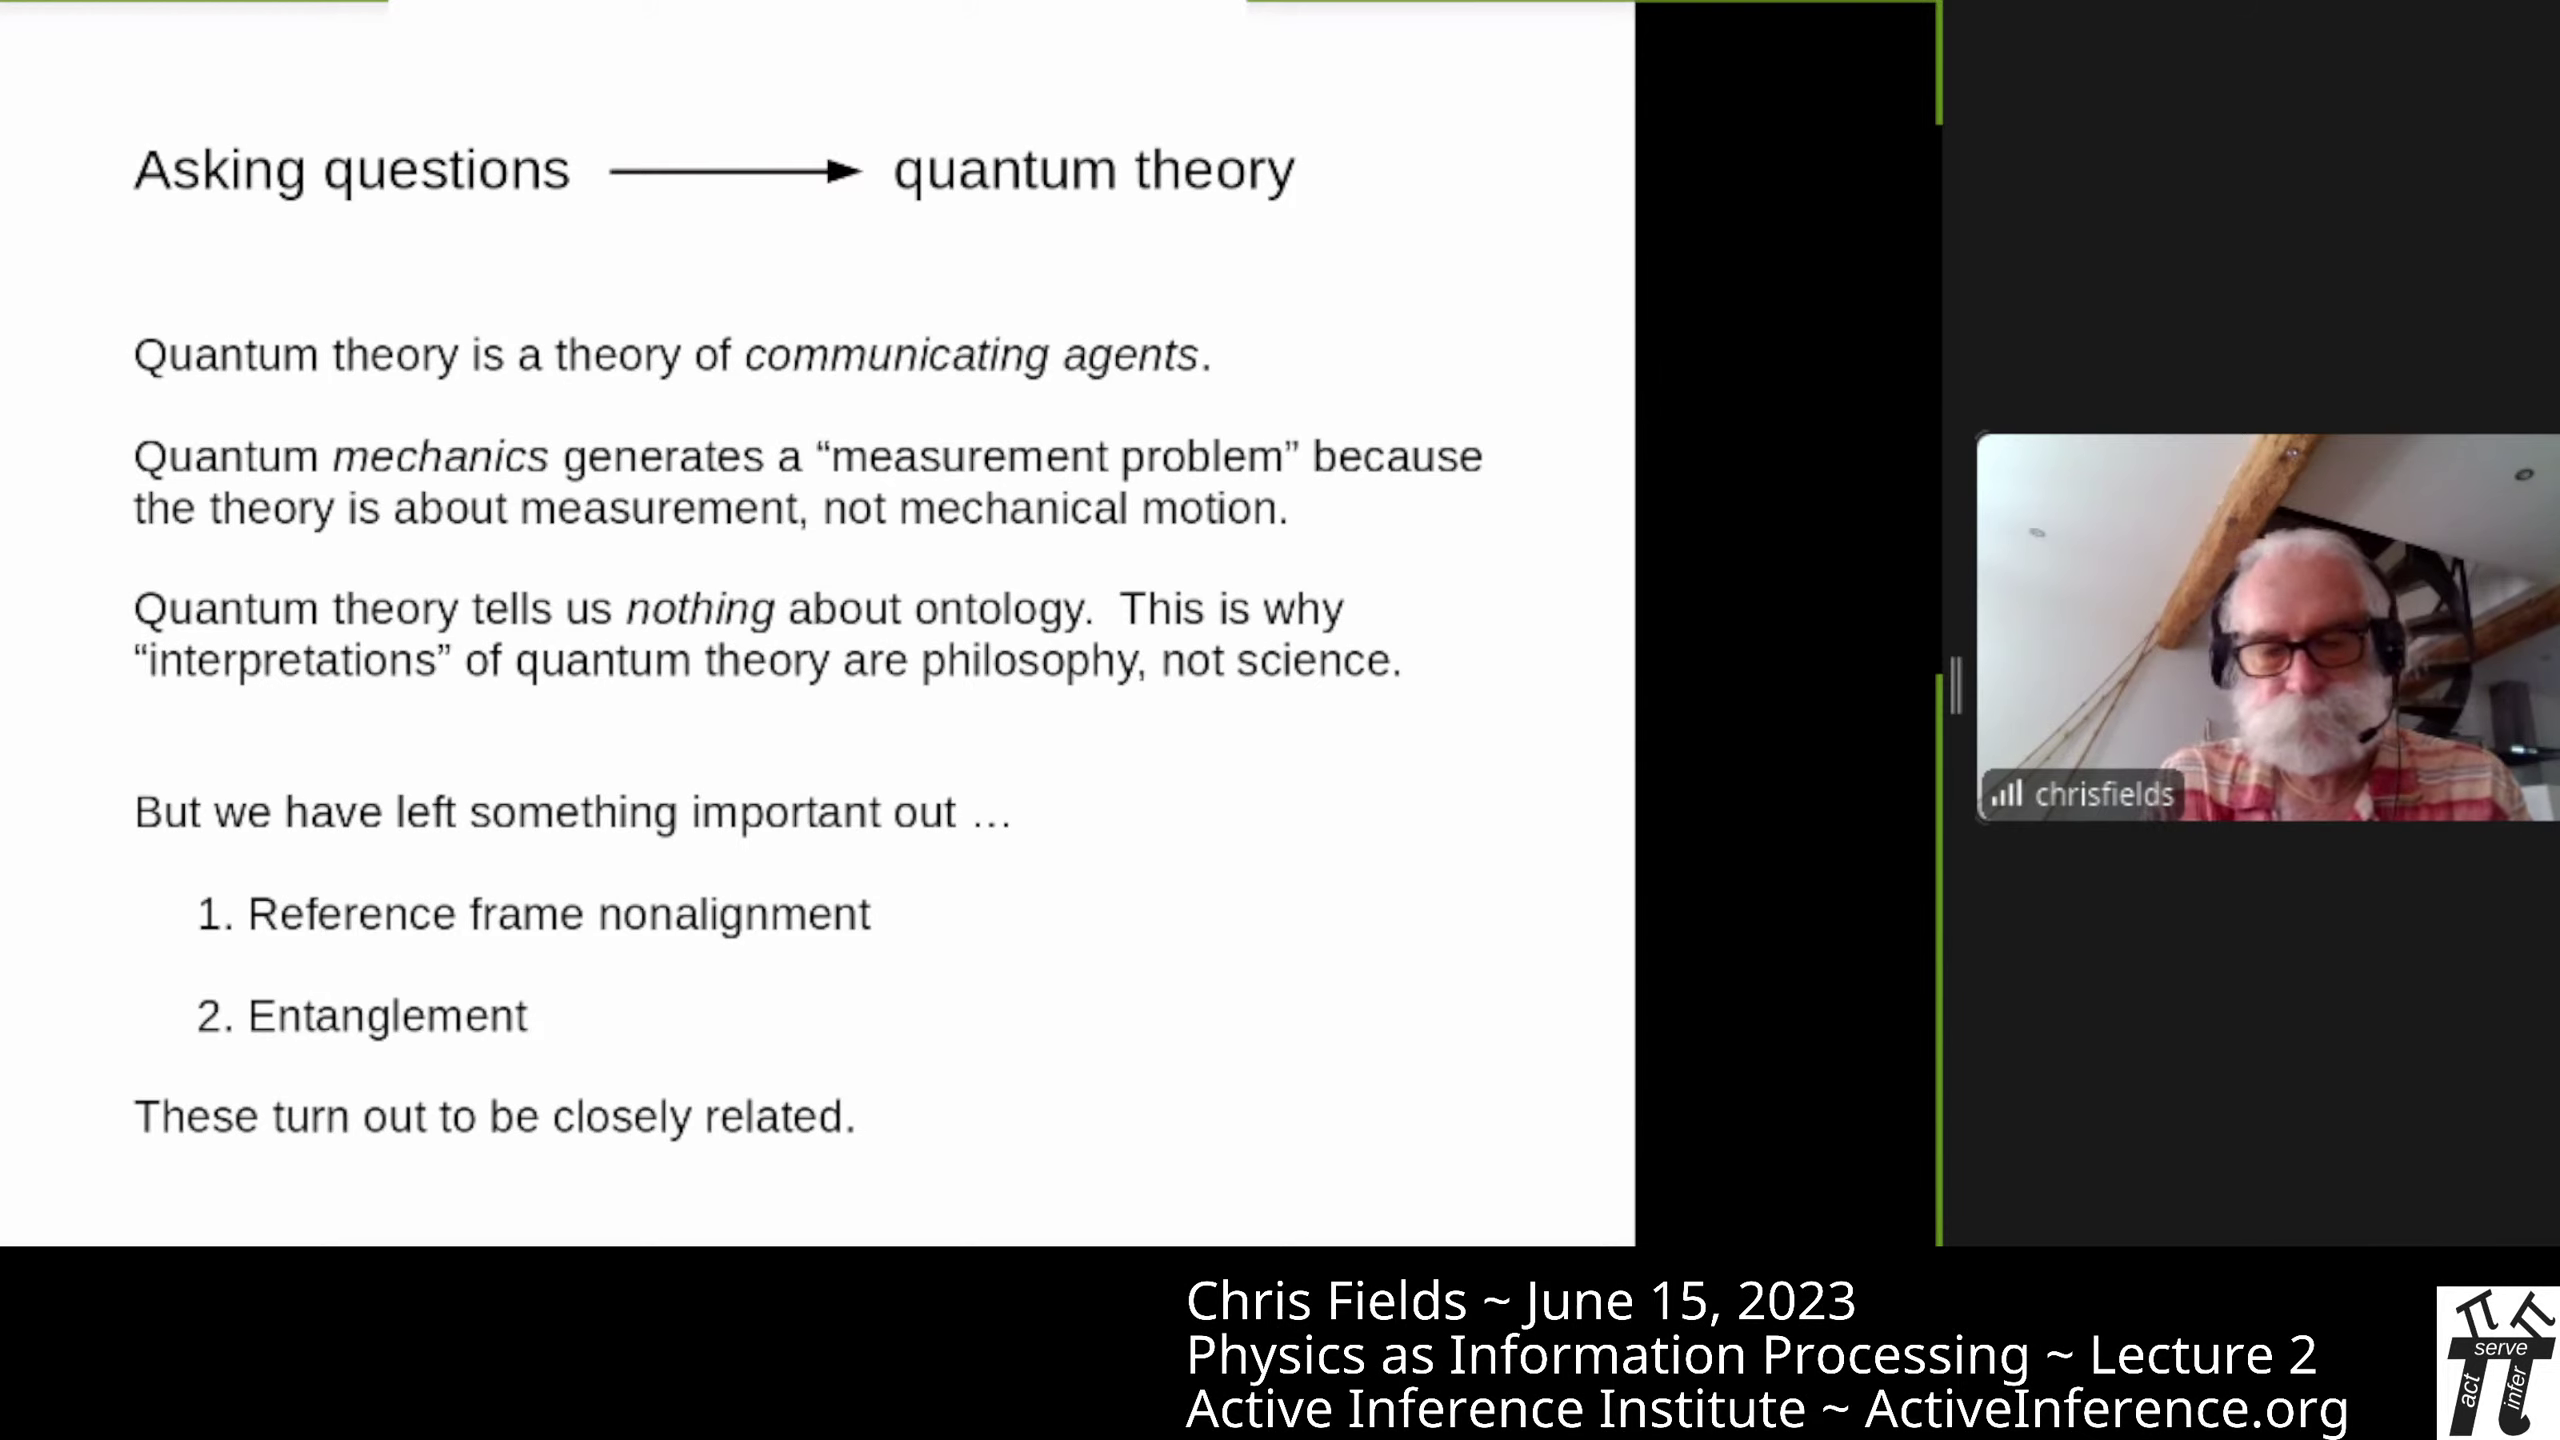 Asking questions quantum theory
Quantum theory is a theory of communicating agents.
Quantum mechanics generates a “measurement problem” because
the theory is about measurement, not mechanical motion.
Quantum theory tells us nothing about ontology.  This is why
“interpretations” of quantum theory are philosophy, not science.
But we have left something important out …
1. Reference frame nonalignment
2. Entanglement
These turn out to be closely related.
chrisfields
Chris Fields ~ June 15, 2023
Physics as Information Processing ~ Lecture 2
Active Inference Institute ~ ActiveInference.org
serve
act
infer